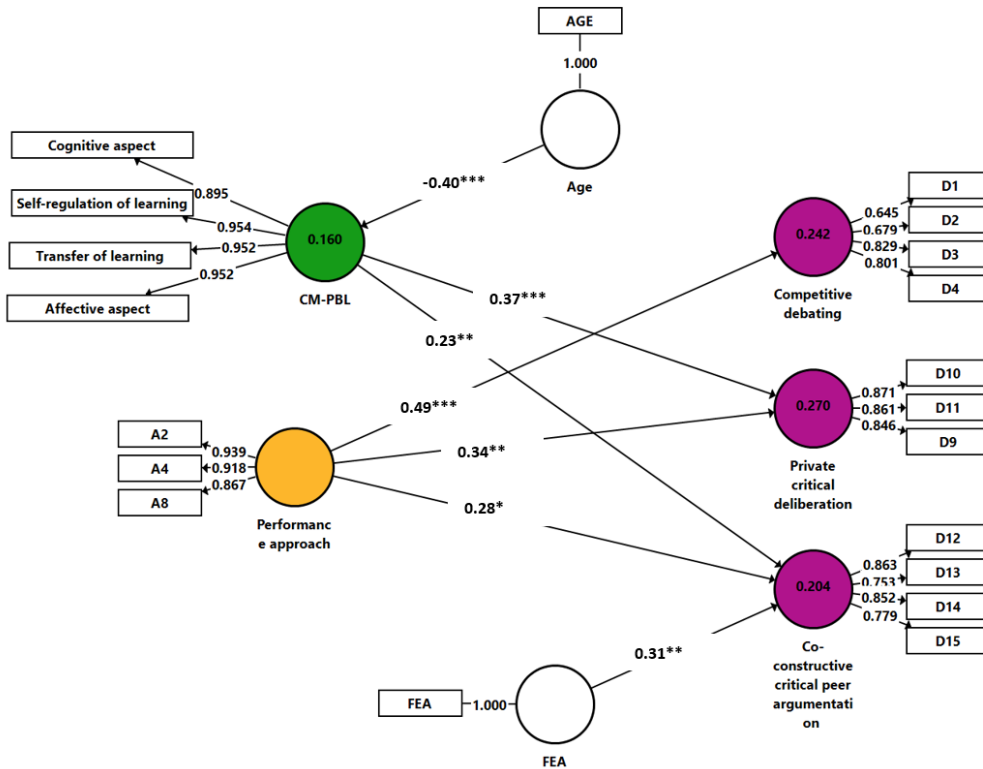 AGE
1.000
Age
Cognitive aspect
Self-regulation of learning
Transfer of learning
Affective aspect
0.895
0.954
0.952
0.952
0.160
CM-PBL
-0.40***
0.37***
0.23**
0.49***
0.34**
0.28*
0.31**
A2
A4
A8
0.939
0.918
0.867
Performanc
e approach
FEA
1.000
FEA
0.242
Competitive
debating
0.645
0.679
0.829
0.801
D1
D2
D3
D4
0.270
Private
critical
deliberation
0.871
0.861
0.846
D10
D11
D9
0.204
Co-
constructive
critical peer
argumentati
on
0.863
0.753
0.852
0.779
D12
D13
D14
D15